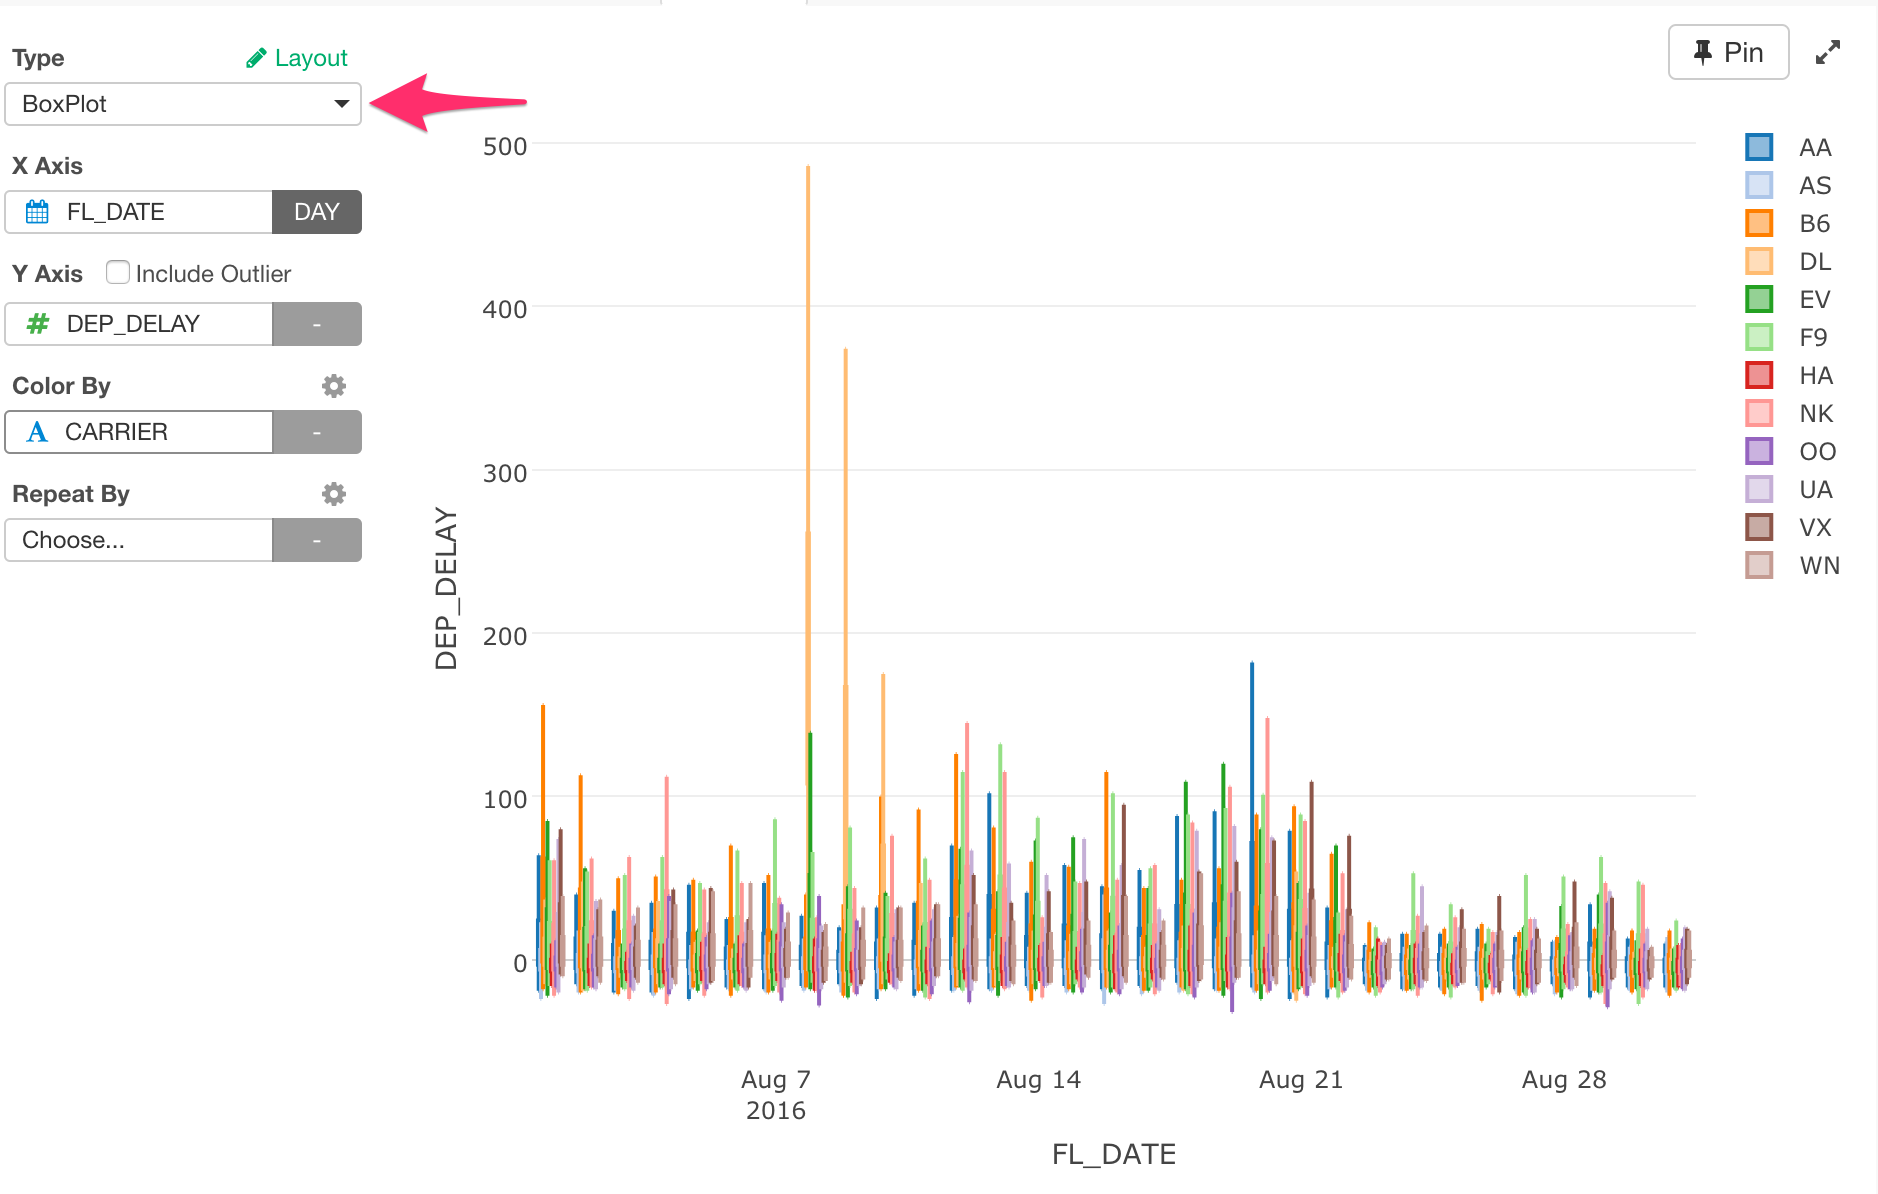 Type
Layout
BoxPlot
X Axis
FL_DATE
DAY
Y Axis
Include Outlier
DEP_DELAY
-
Color By
CARRIER
-
Repeat By
Choose...
-
Pin
500
400
300
200
100
0
DEP_DELAY
Aug 7
2016
Aug 14
Aug 21
Aug 28
FL_DATE
AA
AS
B6
DL
EV
F9
HA
NK
OO
UA
VX
WN